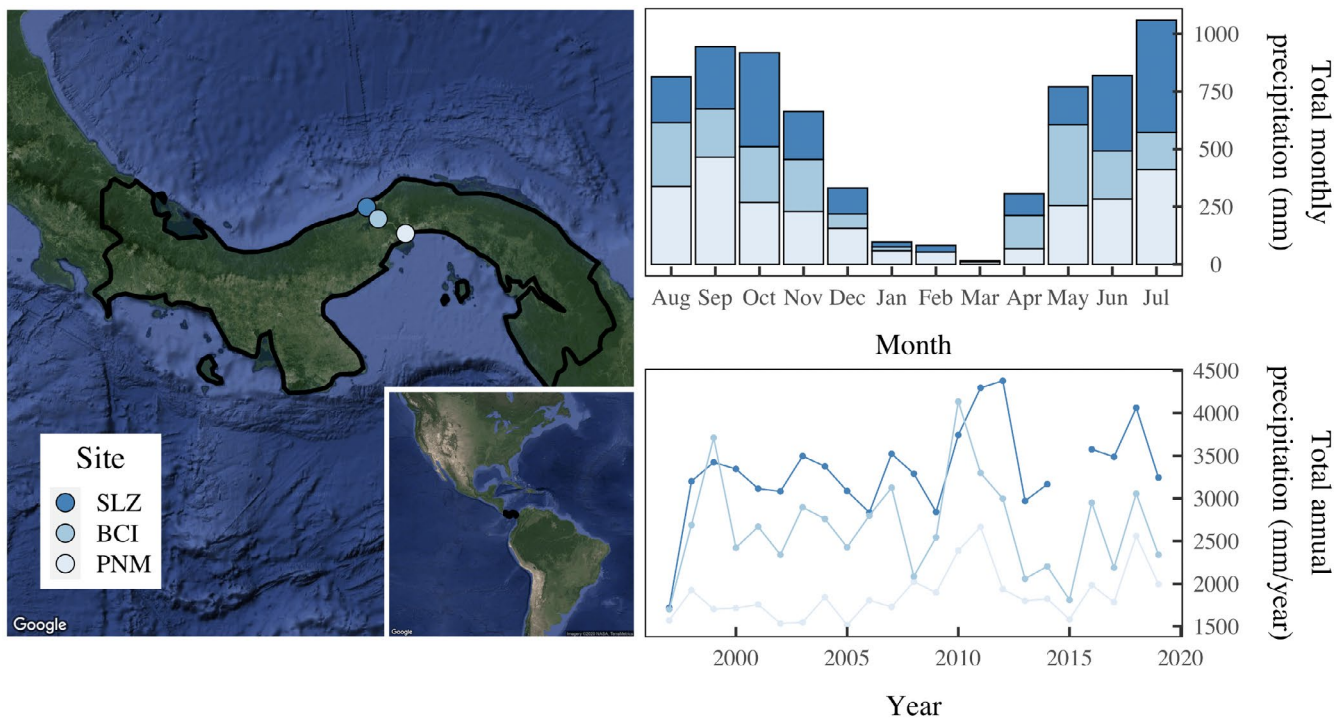 Site
SLZ
BCI
PNM
Google
Google
Imagery ©2020 NASA, TerraMetrics
1000
750
500
250
0
Total monthly
precipitation (mm)
Aug Sep Oct Nov Dec Jan Feb Mar Apr May Jun Jul
Month
4500
4000
3500
3000
2500
2000
1500
Total annual
precipitation (mm/year)
2000 2005 2010 2015 2020
Year